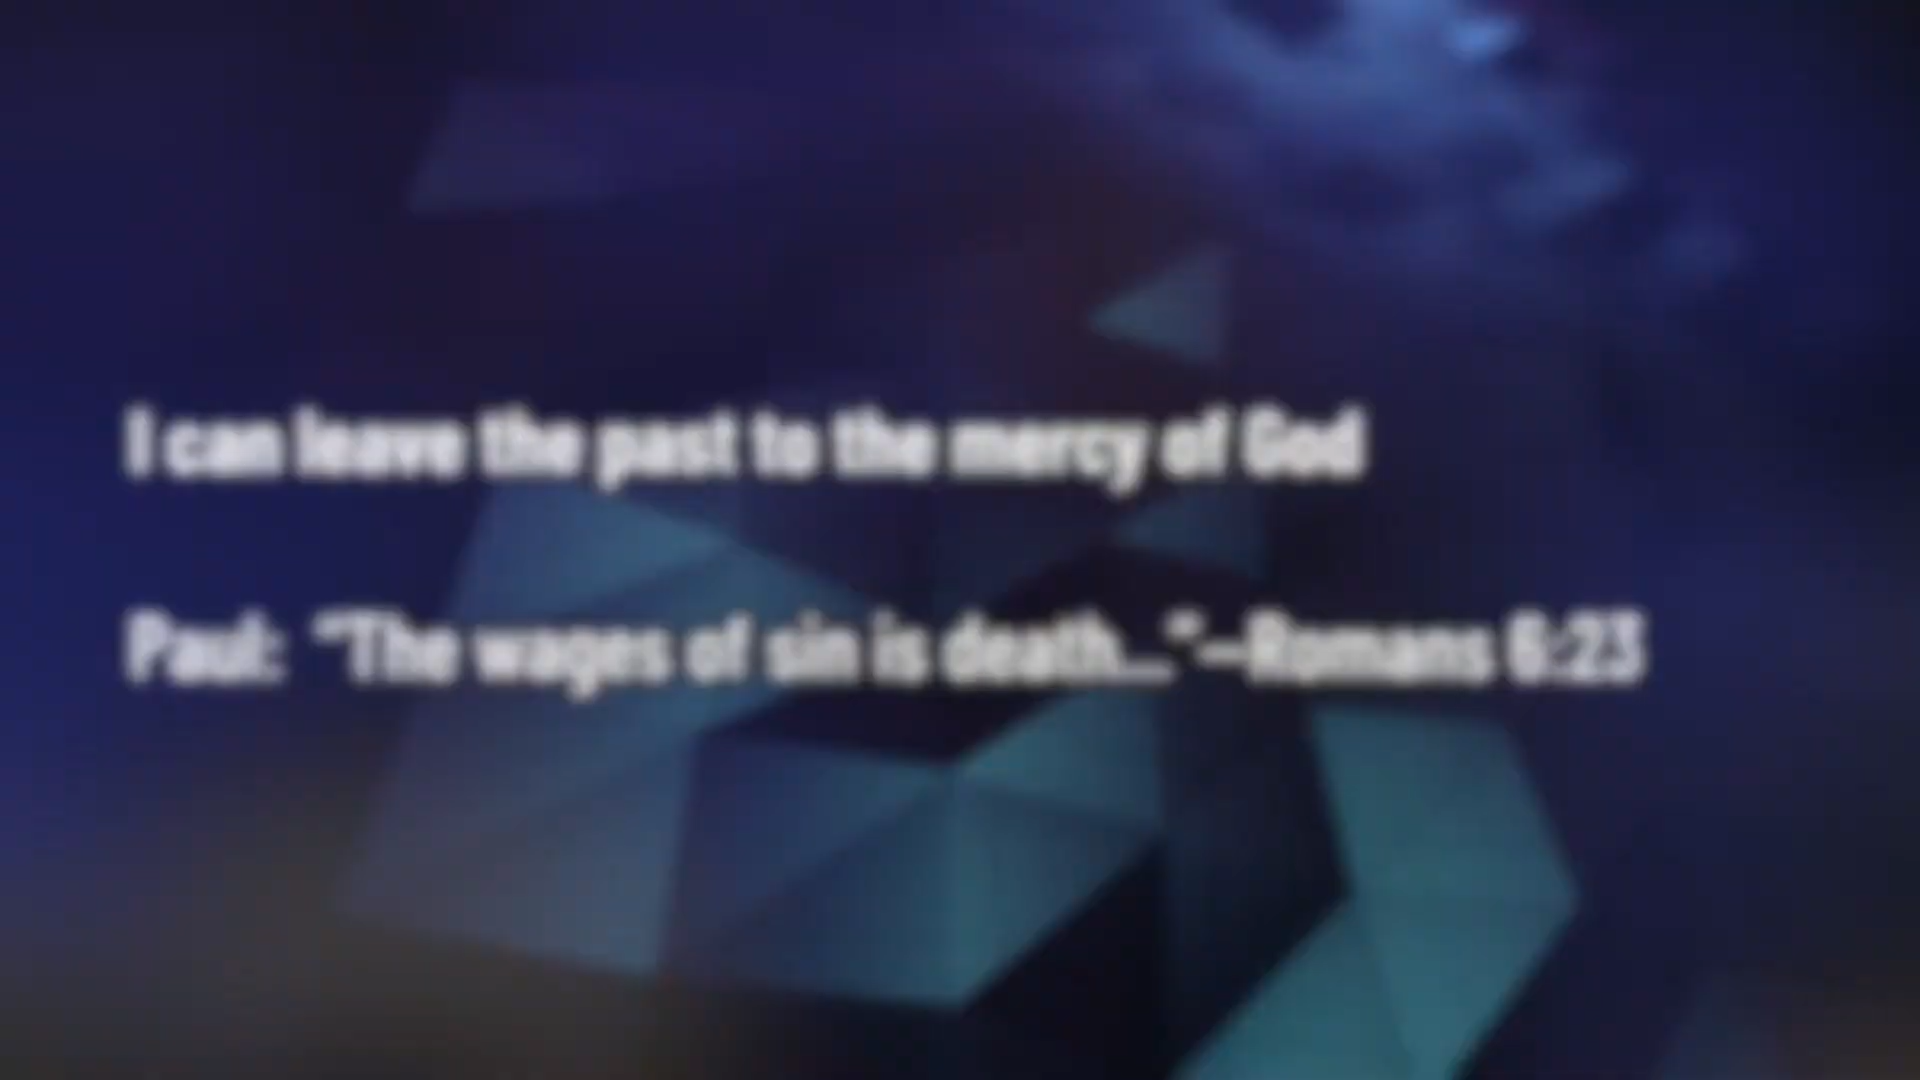 I can leave the past to the mercy of God
Paul: "The wages of sin is death..."—Romans 6:23